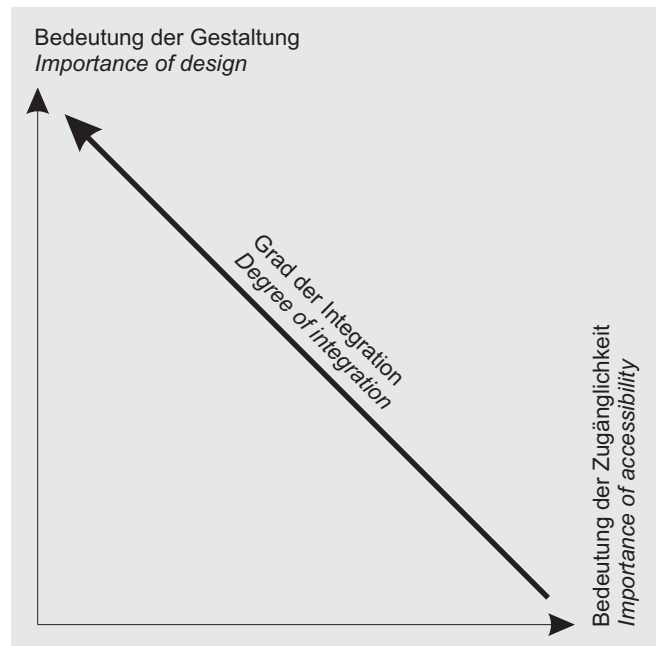 Bedeutung der Gestaltung
Importance of design
Grad der Integration
Degree of integration
Bedeutung der Zugänglichkeit
Importance of accessibility